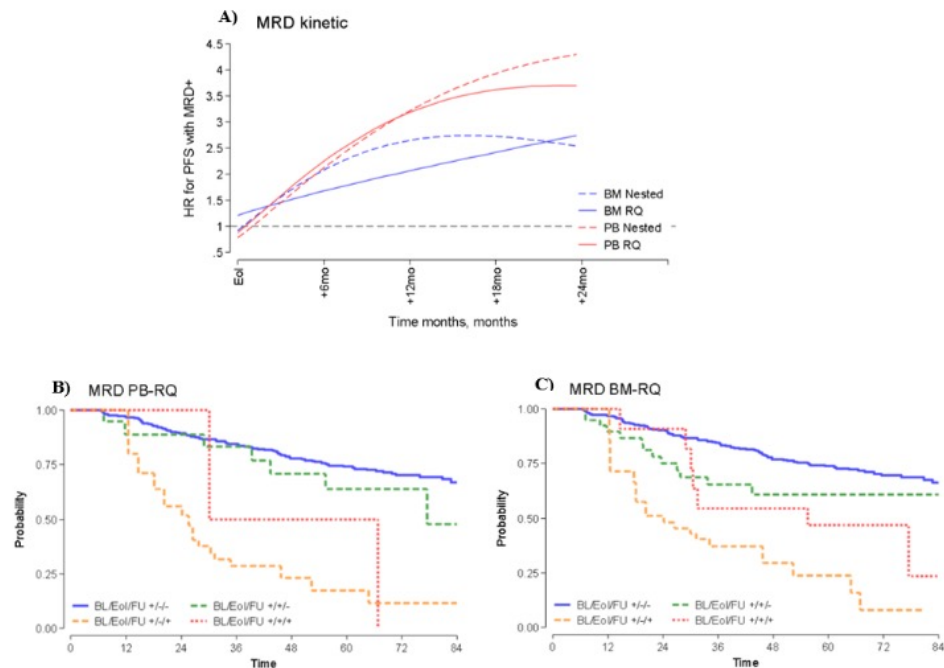 A) MRD kinetic
HR for PFS with MRD+
4.5
4
3.5
3
2.5
2
1.5
1
.5
BM Nested
BM RQ
PB Nested
PB RQ
EoI
+6mo
+12mo
+18mo
+24mo
Time months, months
B) MRD PB-RQ
Probability
1.00
0.75
0.50
0.25
0.00
BL/EoI/FU +/-/-
BL/EoI/FU +/+/-
BL/EoI/FU +/-/+
BL/EoI/FU +/+/+
0 12 24 36 48 60 72 84
Time
C) MRD BM-RQ
Probability
1.00
0.75
0.50
0.25
0.00
BL/EoI/FU +/-/-
BL/EoI/FU +/+/-
BL/EoI/FU +/-/+
BL/EoI/FU +/+/+
0 12 24 36 48 60 72 84
Time